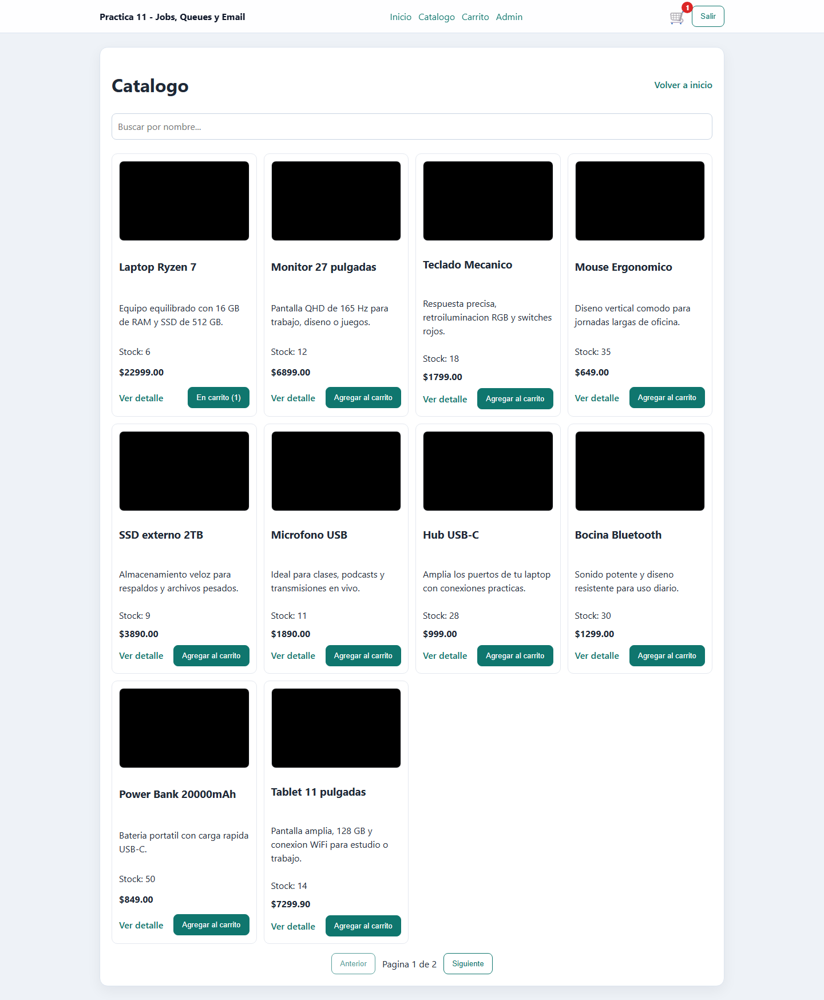 Practica 11 - Jobs, Queues y Email
Inicio Catalogo Carrito Admin
1
Salir
Catalogo
Volver a inicio
Buscar por nombre...
Laptop Ryzen 7
Equipo equilibrado con 16 GB
de RAM y SSD de 512 GB.
Stock: 6
$22999.00
Ver detalle
En carrito (1)
Monitor 27 pulgadas
Pantalla QHD de 165 Hz para
trabajo, diseno o juegos.
Stock: 12
$6899.00
Ver detalle
Agregar al carrito
Teclado Mecanico
Respuesta precisa,
retroiluminacion RGB y switches
rojos.
Stock: 18
$1799.00
Ver detalle
Agregar al carrito
Mouse Ergonomico
Diseno vertical comodo para
jornadas largas de oficina.
Stock: 35
$649.00
Ver detalle
Agregar al carrito
SSD externo 2TB
Almacenamiento veloz para
respaldos y archivos pesados.
Stock: 9
$3890.00
Ver detalle
Agregar al carrito
Microfono USB
Ideal para clases, podcasts y
transmisiones en vivo.
Stock: 11
$1890.00
Ver detalle
Agregar al carrito
Hub USB-C
Amplia los puertos de tu laptop
con conexiones practicas.
Stock: 28
$999.00
Ver detalle
Agregar al carrito
Bocina Bluetooth
Sonido potente y diseno
resistente para uso diario.
Stock: 30
$1299.00
Ver detalle
Agregar al carrito
Power Bank 20000mAh
Bateria portatil con carga rapida
USB-C.
Stock: 50
$849.00
Ver detalle
Agregar al carrito
Tablet 11 pulgadas
Pantalla amplia, 128 GB y
conexion WiFi para estudio o
trabajo.
Stock: 14
$7299.90
Ver detalle
Agregar al carrito
Anterior
Pagina 1 de 2
Siguiente